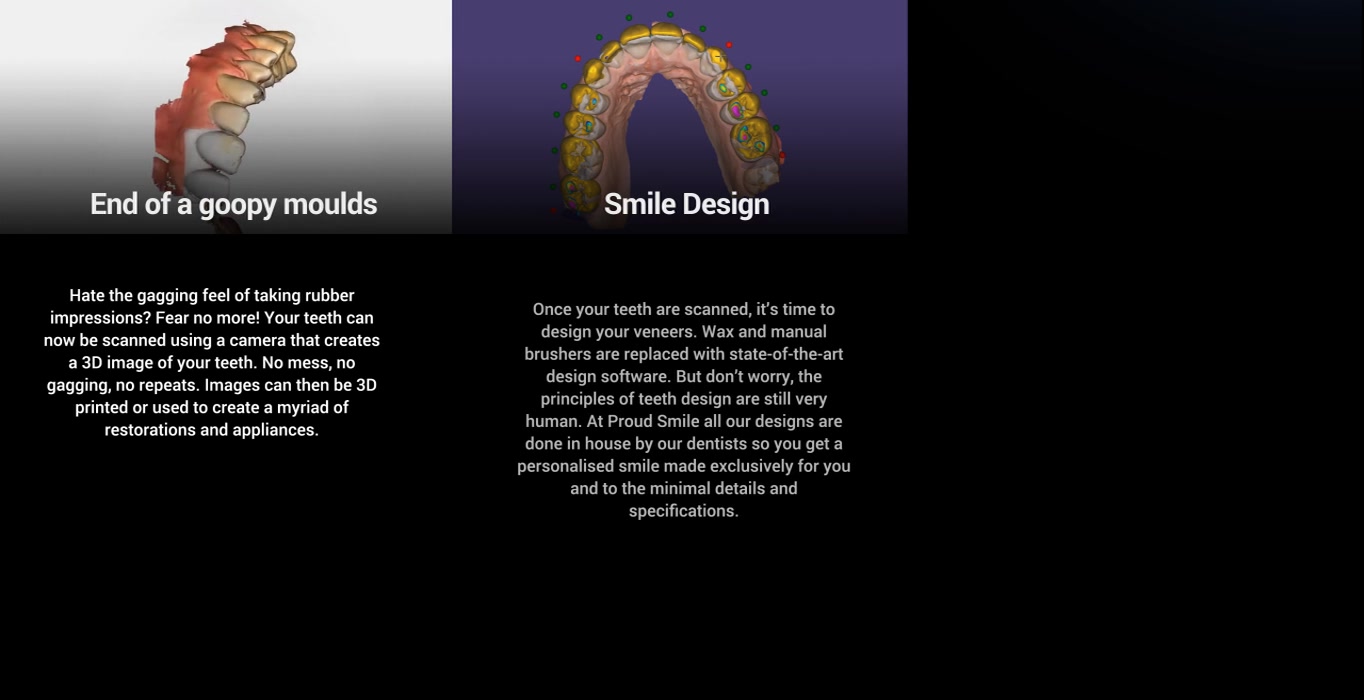 End of a goopy moulds
Hate the gagging feel of taking rubber
impressions? Fear no more! Your teeth can
now be scanned using a camera that creates
a 3D image of your teeth. No mess, no
gagging, no repeats. Images can then be 3D
printed or used to create a myriad of
restorations and appliances.
Smile Design
Once your teeth are scanned, it’s time to
design your veneers. Wax and manual
brushers are replaced with state-of-the-art
design software. But don’t worry, the
principles of teeth design are still very
human. At Proud Smile all our designs are
done in house by our dentists so you get a
personalised smile made exclusively for you
and to the minimal details and
specifications.